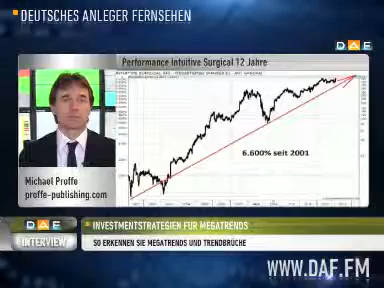 DEUTSCHES ANLEGER FERNSEHEN
DAF
Performance Intuitive Surgical 12 Jahre
6.600% seit 2001
Michael Proffe
proffe-publishing.com
DAF
INTERVIEW
INVESTMENTSTRATEGIEN FÜR MEGATRENDS
SO ERKENNEN SIE MEGATRENDS UND TRENDBRÜCHE
WWW.DAF.FM